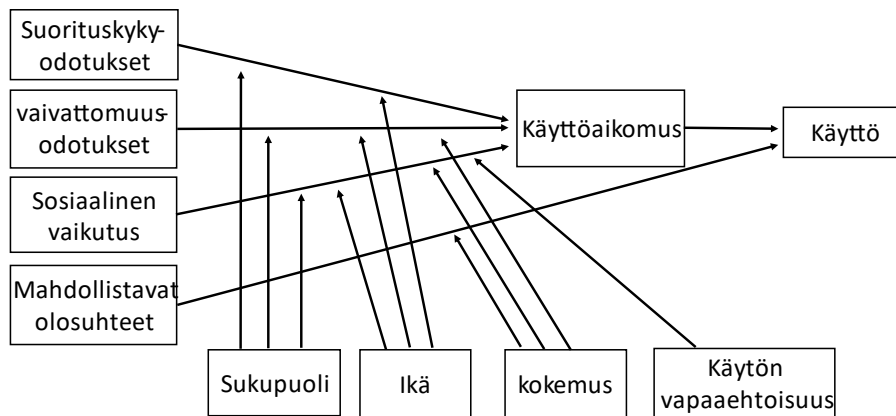 Suorituskyky-
odotukset
vaivattomuus-
odotukset
Käyttöaikomus
Käyttö
Sosiaalinen
vaikutus
Mahdollistavat
olosuhteet
Sukupuoli
Ikä
kokemus
Käytön
vapaaehtoisuus